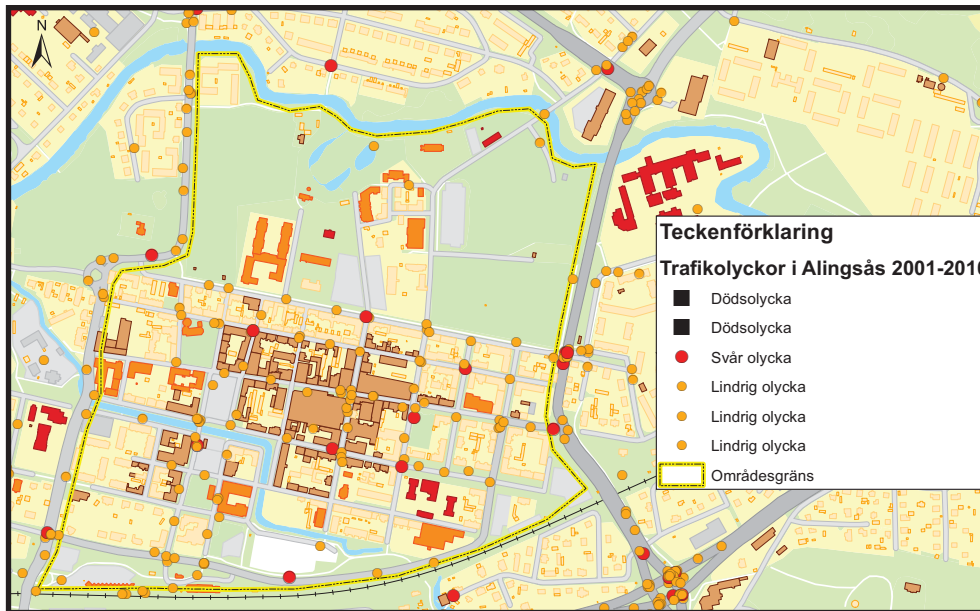 N
Teckenförklaring
Trafikolyckor i Alingsås 2001-2010
Dödsolycka
Dödsolycka
Svår olycka
Lindrig olycka
Lindrig olycka
Lindrig olycka
Områdesgräns